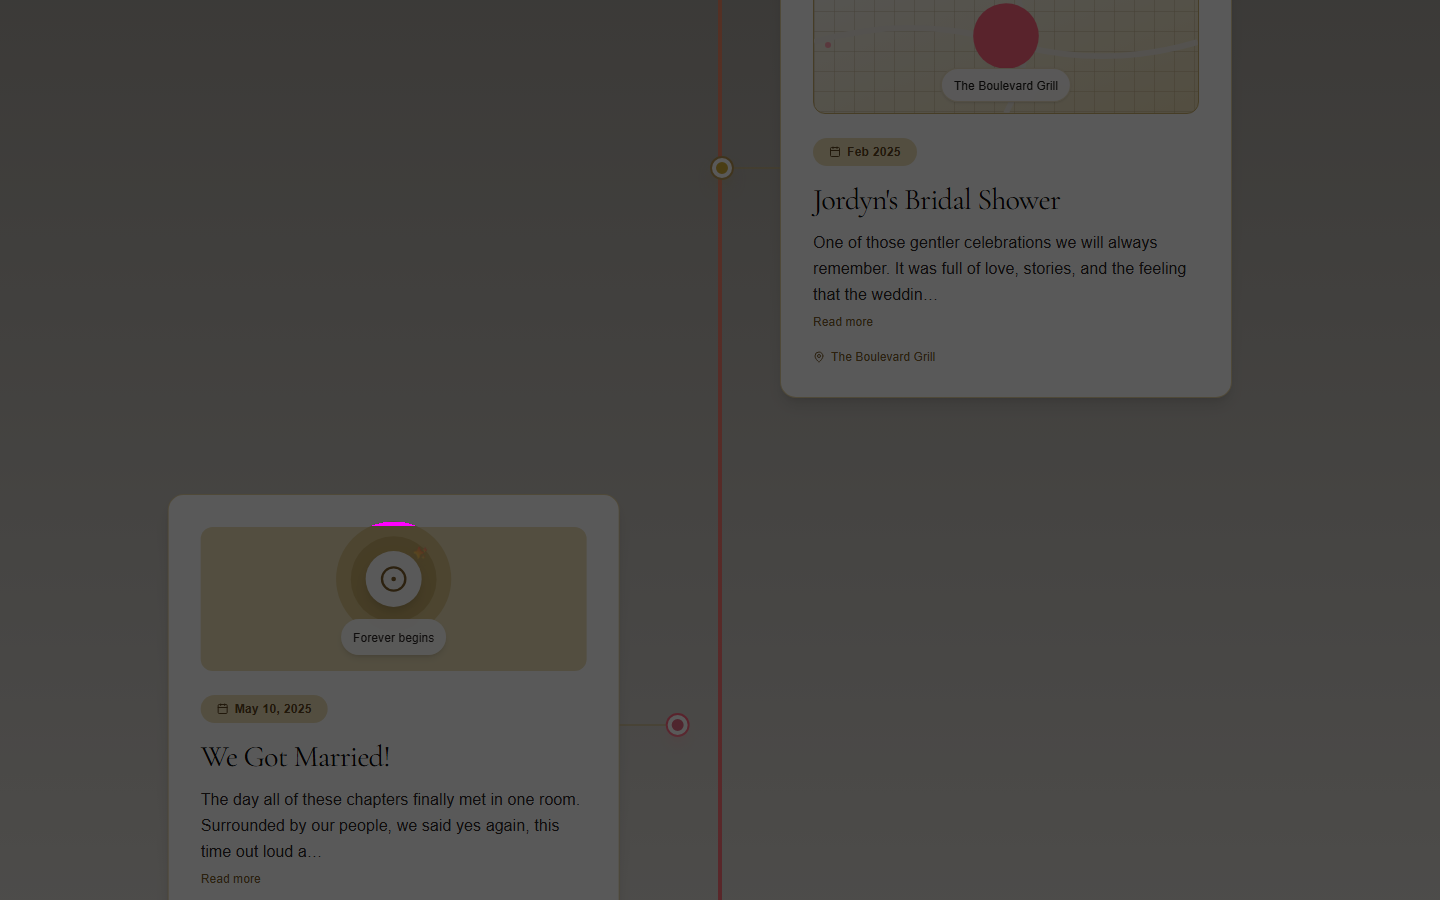 The Boulevard Grill
Feb 2025
Jordyn's Bridal Shower
One of those gentler celebrations we will always
remember. It was full of love, stories, and the feeling
that the weddin…
Read more
The Boulevard Grill
Forever begins
May 10, 2025
We Got Married!
The day all of these chapters finally met in one room.
Surrounded by our people, we said yes again, this
time out loud a…
Read more